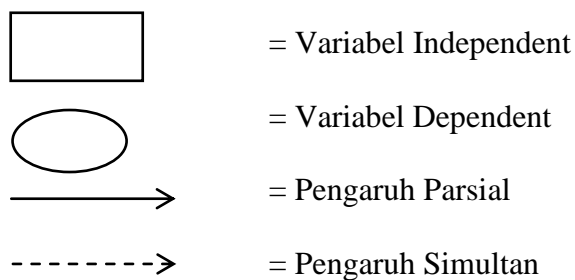 = Variabel Independent
= Variabel Dependent
= Pengaruh Parsial
= Pengaruh Simultan